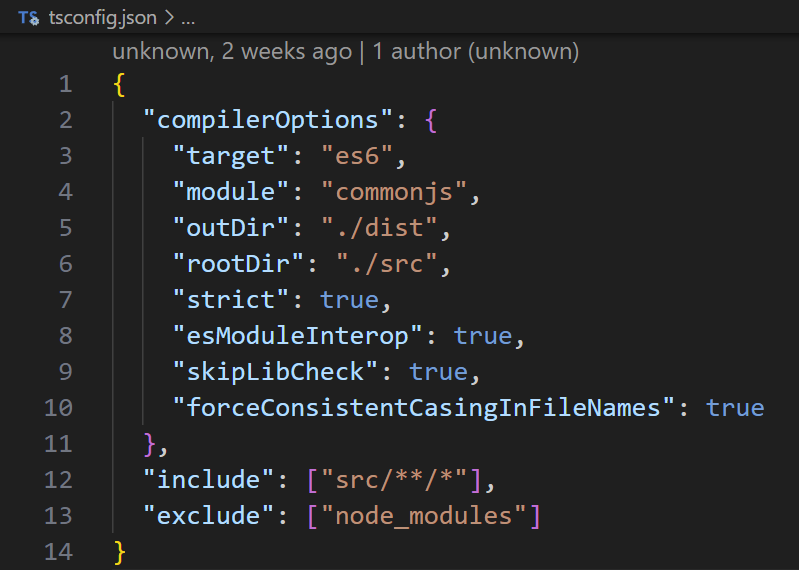 TS tsconfig.json > ...
unknown, 2 weeks ago | 1 author (unknown)
1 {
2 "compilerOptions": {
3 "target": "es6",
4 "module": "commonjs",
5 "outDir": "./dist",
6 "rootDir": "./src",
7 "strict": true,
8 "esModuleInterop": true,
9 "skipLibCheck": true,
10 "forceConsistentCasingInFileNames": true
11 },
12 "include": ["src/**/*"],
13 "exclude": ["node_modules"]
14 }